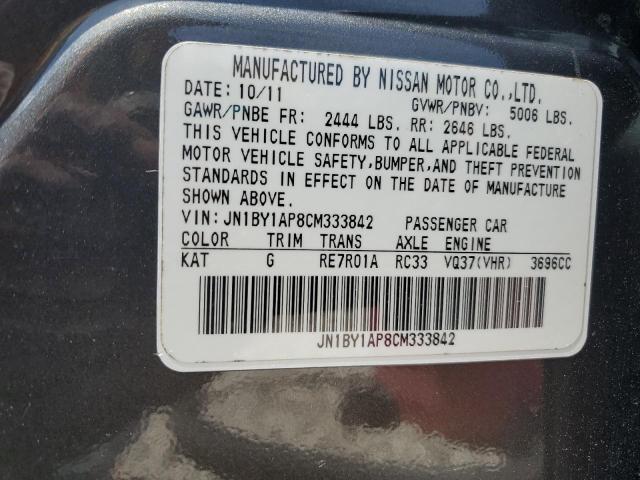 MANUFACTURED BY NISSAN MOTOR CO.,LTD.
DATE: 10/11 GVWR/PNBV: 5006 LBS.
GAWR/PNBE FR: 2444 LBS. RR: 2646 LBS.
THIS VEHICLE CONFORMS TO ALL APPLICABLE FEDERAL
MOTOR VEHICLE SAFETY,BUMPER,AND THEFT PREVENTION
STANDARDS IN EFFECT ON THE DATE OF MANUFACTURE
SHOWN ABOVE.
VIN: JN1BY1AP8CM333842 PASSENGER CAR
COLOR TRIM TRANS AXLE ENGINE
KAT G RE7R01A RC33 VQ37(VHR) 3696CC
JN1BY1AP8CM333842